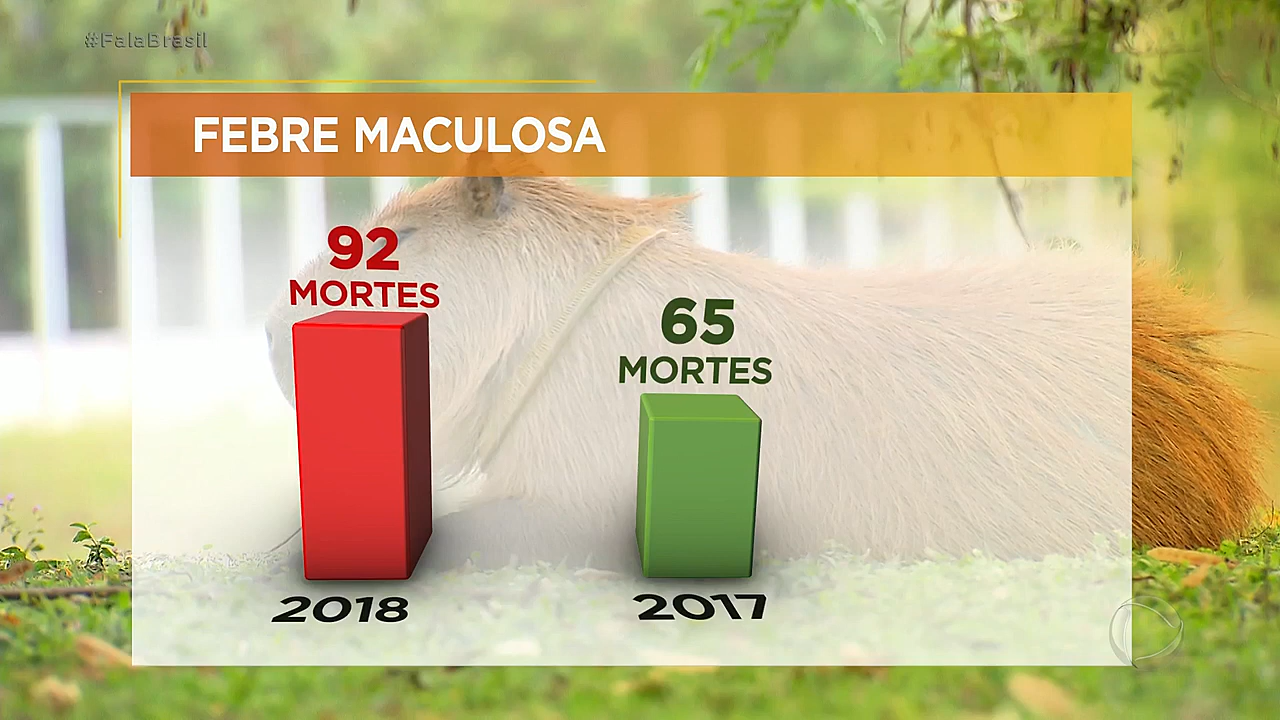 #FalaBrasil
FEBRE MACULOSA
92
MORTES
65
MORTES
2018
2017